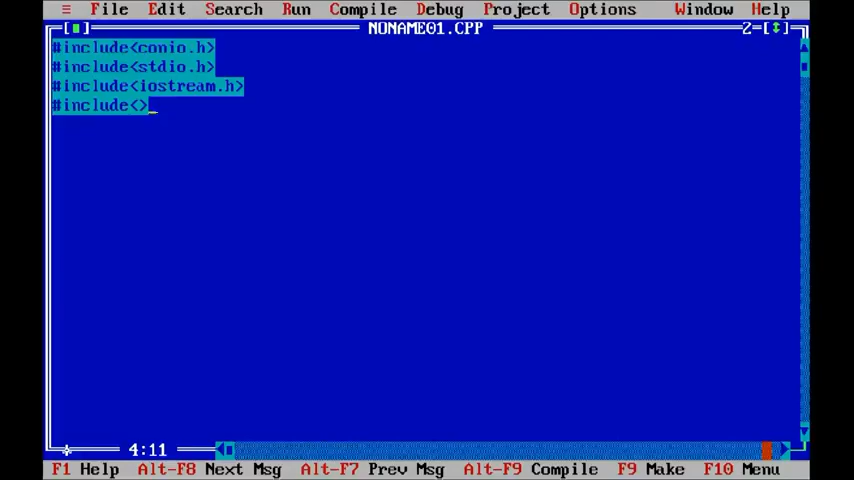 ≡ File Edit Search Run Compile Debug Project Options Window Help
[■] NONAME01.CPP 2=[↕]
#include<conio.h>
#include<stdio.h>
#include<iostream.h>
#include<>_
4:11
F1 Help Alt-F8 Next Msg Alt-F7 Prev Msg Alt-F9 Compile F9 Make F10 Menu